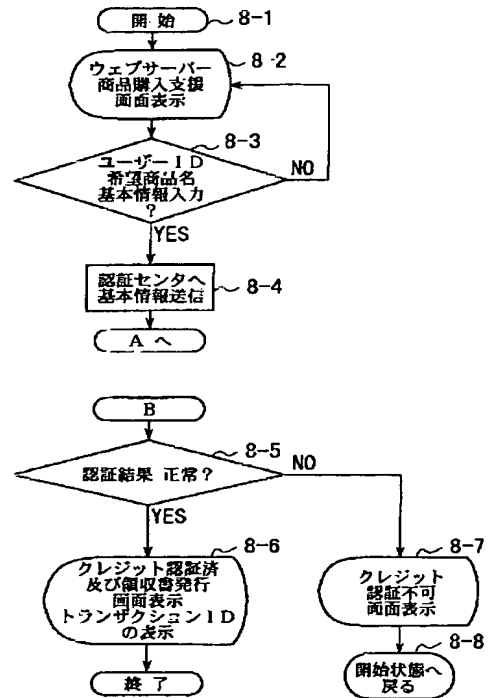 開 始
8-1
ウェブサーバー
商品購入支援
画面表示
8-2
ユーザーＩＤ
希望商品名
基本情報入力
？
8-3
NO
YES
認証センタへ
基本情報送信
8-4
A へ
B
認証結果 正常？
8-5
NO
YES
クレジット認証済
及び領収書発行
画面表示
トランザクションＩＤ
の表示
8-6
クレジット
認証不可
画面表示
8-7
終 了
開始状態へ
戻る
8-8